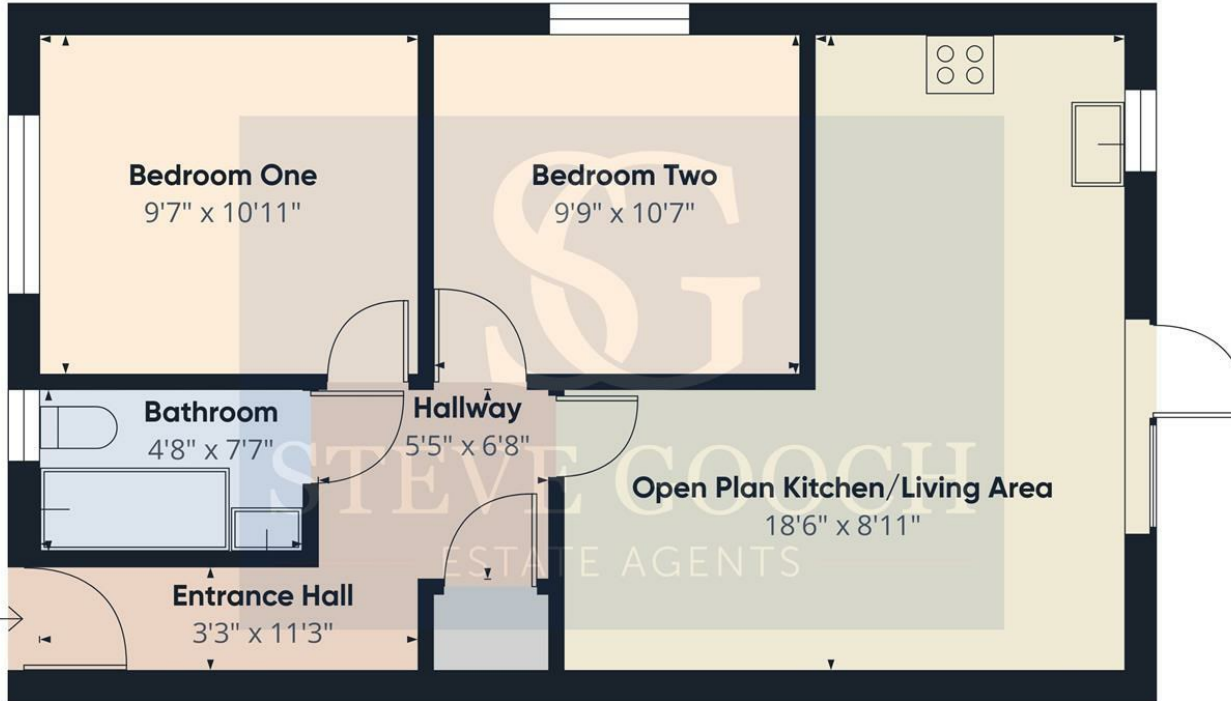 Bedroom One
9'7" x 10'11"
Bedroom Two
9'9" x 10'7"
Bathroom
4'8" x 7'7"
Hallway
5'5" x 6'8"
Open Plan Kitchen/Living Area
18'6" x 8'11"
Entrance Hall
3'3" x 11'3"
SG
STEVE GOOCH
ESTATE AGENTS